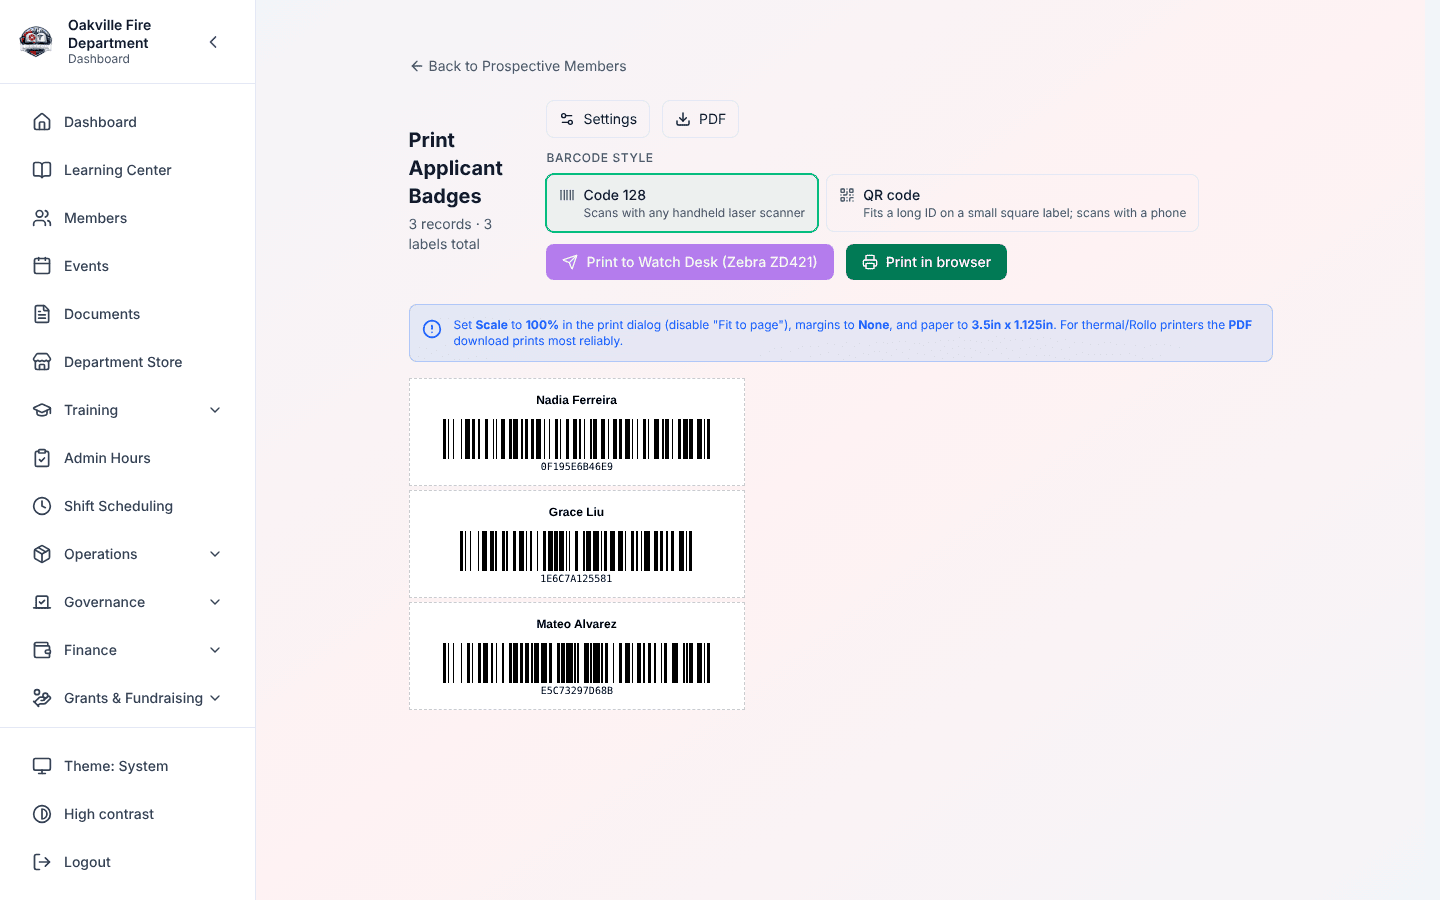 Oakville Fire
Department
Dashboard
Dashboard
Learning Center
Members
Events
Documents
Department Store
Training
Admin Hours
Shift Scheduling
Operations
Governance
Finance
Grants & Fundraising
Theme: System
High contrast
Logout
Back to Prospective Members
Print
Applicant
Badges
3 records · 3
labels total
Settings
PDF
BARCODE STYLE
Code 128
Scans with any handheld laser scanner
QR code
Fits a long ID on a small square label; scans with a phone
Print to Watch Desk (Zebra ZD421)
Print in browser
Set Scale to 100% in the print dialog (disable "Fit to page"), margins to None, and paper to 3.5in x 1.125in. For thermal/Rollo printers the PDF
download prints most reliably.
Nadia Ferreira
0F195E6B46E9
Grace Liu
1E6C7A125581
Mateo Alvarez
E5C73297D68B